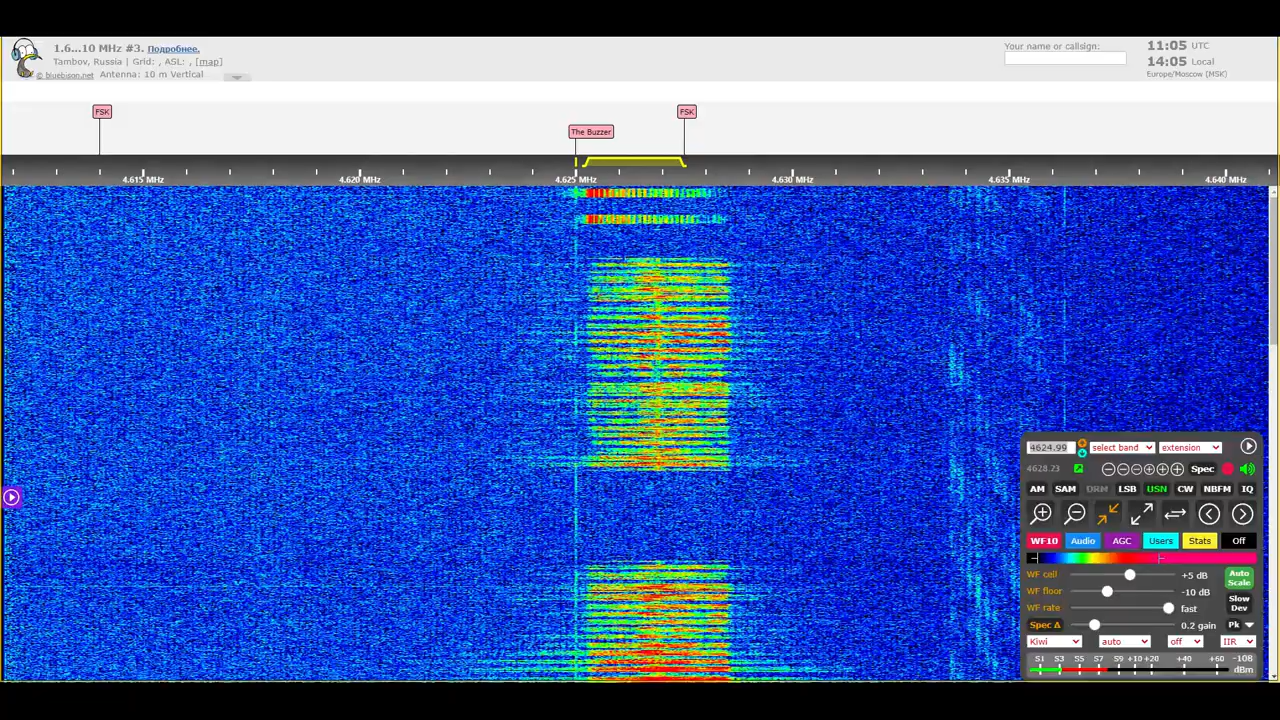 1.6...10 MHz #3. Подробнее.
Tambov, Russia | Grid: , ASL: , [map]
© bluebison.net Antenna: 10 m Vertical
Your name or callsign:
11:05 UTC
14:05 Local
Europe/Moscow (MSK)
FSK
FSK
The Buzzer
4.615 MHz 4.620 MHz 4.625 MHz 4.630 MHz 4.635 MHz 4.640 MHz
4624.99 select band extension
4628.23 Spec
AM SAM DRM LSB USN CW NBFM IQ
WF10 Audio AGC Users Stats Off
WF ceil +5 dB Auto Scale
WF floor -10 dB
WF rate fast Slow Dev
Spec Δ 0.2 gain Pk
Kiwi auto off IIR
S1 S3 S5 S7 S9 +10 +20 +40 +60 -108
dBm